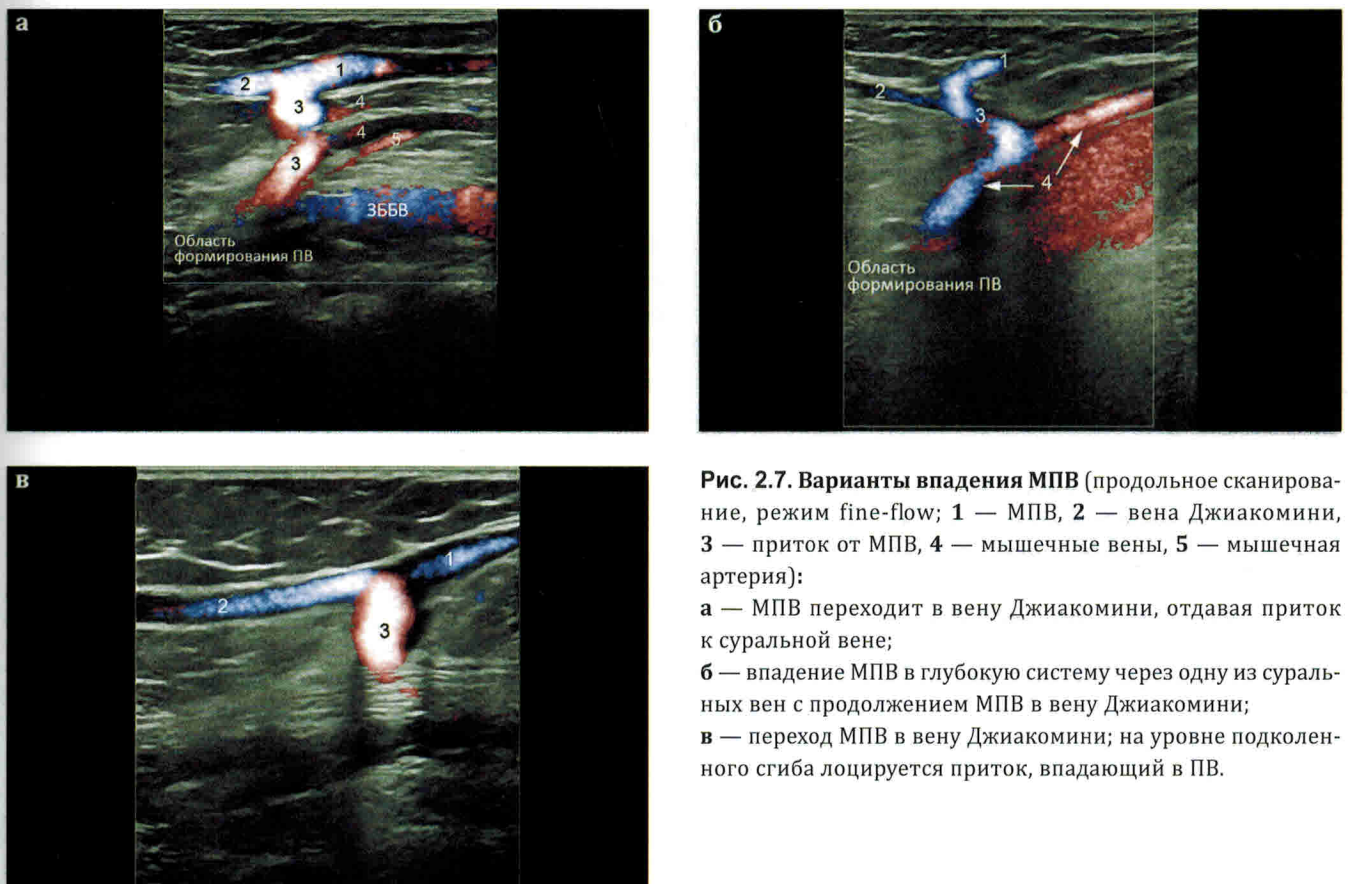 а
2
1
3
4
4
5
3
ЗББВ
Область
формирования ПВ
б
1
2
3
4
Область
формирования ПВ
в
1
2
3
Рис. 2.7. Варианты впадения МПВ (продольное сканирова-
ние, режим fine-flow; 1 — МПВ, 2 — вена Джиакомини,
3 — приток от МПВ, 4 — мышечные вены, 5 — мышечная
артерия):
а — МПВ переходит в вену Джиакомини, отдавая приток
к суральной вене;
б — впадение МПВ в глубокую систему через одну из сураль-
ных вен с продолжением МПВ в вену Джиакомини;
в — переход МПВ в вену Джиакомини; на уровне подколен-
ного сгиба лоцируется приток, впадающий в ПВ.